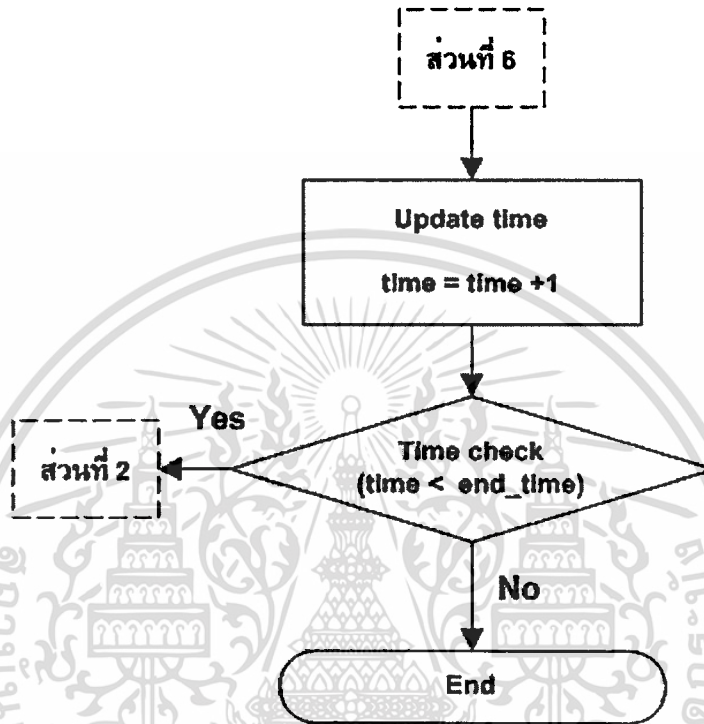 ส่วนที่ 6
Update time
time = time +1
Yes
Time check
ส่วนที่ 2
(time < end_time)
No
End